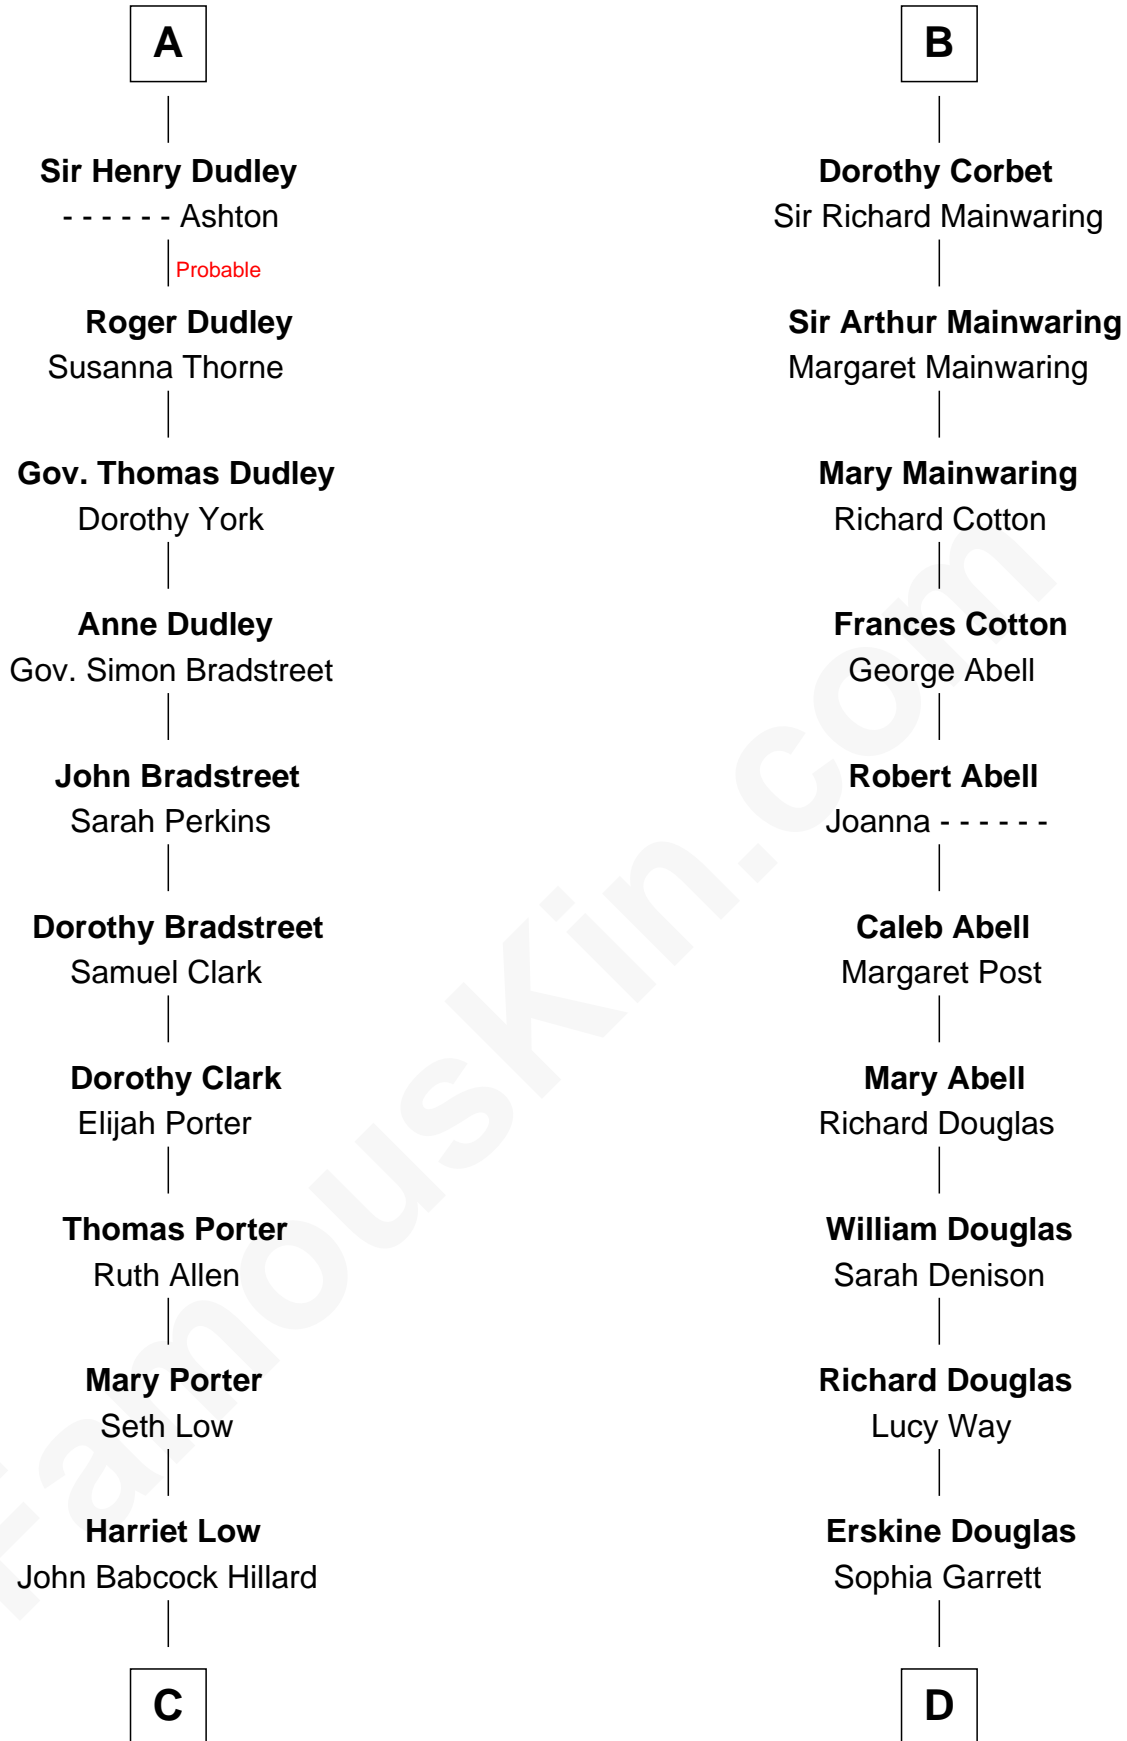 A
Sir Henry Dudley
- - - - - - Ashton
Probable
Roger Dudley
Susanna Thorne
Gov. Thomas Dudley
Dorothy York
Anne Dudley
Gov. Simon Bradstreet
John Bradstreet
Sarah Perkins
Dorothy Bradstreet
Samuel Clark
Dorothy Clark
Elijah Porter
Thomas Porter
Ruth Allen
Mary Porter
Seth Low
Harriet Low
John Babcock Hillard
C
B
Dorothy Corbet
Sir Richard Mainwaring
Sir Arthur Mainwaring
Margaret Mainwaring
Mary Mainwaring
Richard Cotton
Frances Cotton
George Abell
Robert Abell
Joanna - - - - - -
Caleb Abell
Margaret Post
Mary Abell
Richard Douglas
William Douglas
Sarah Denison
Richard Douglas
Lucy Way
Erskine Douglas
Sophia Garrett
D
FamousKin.com